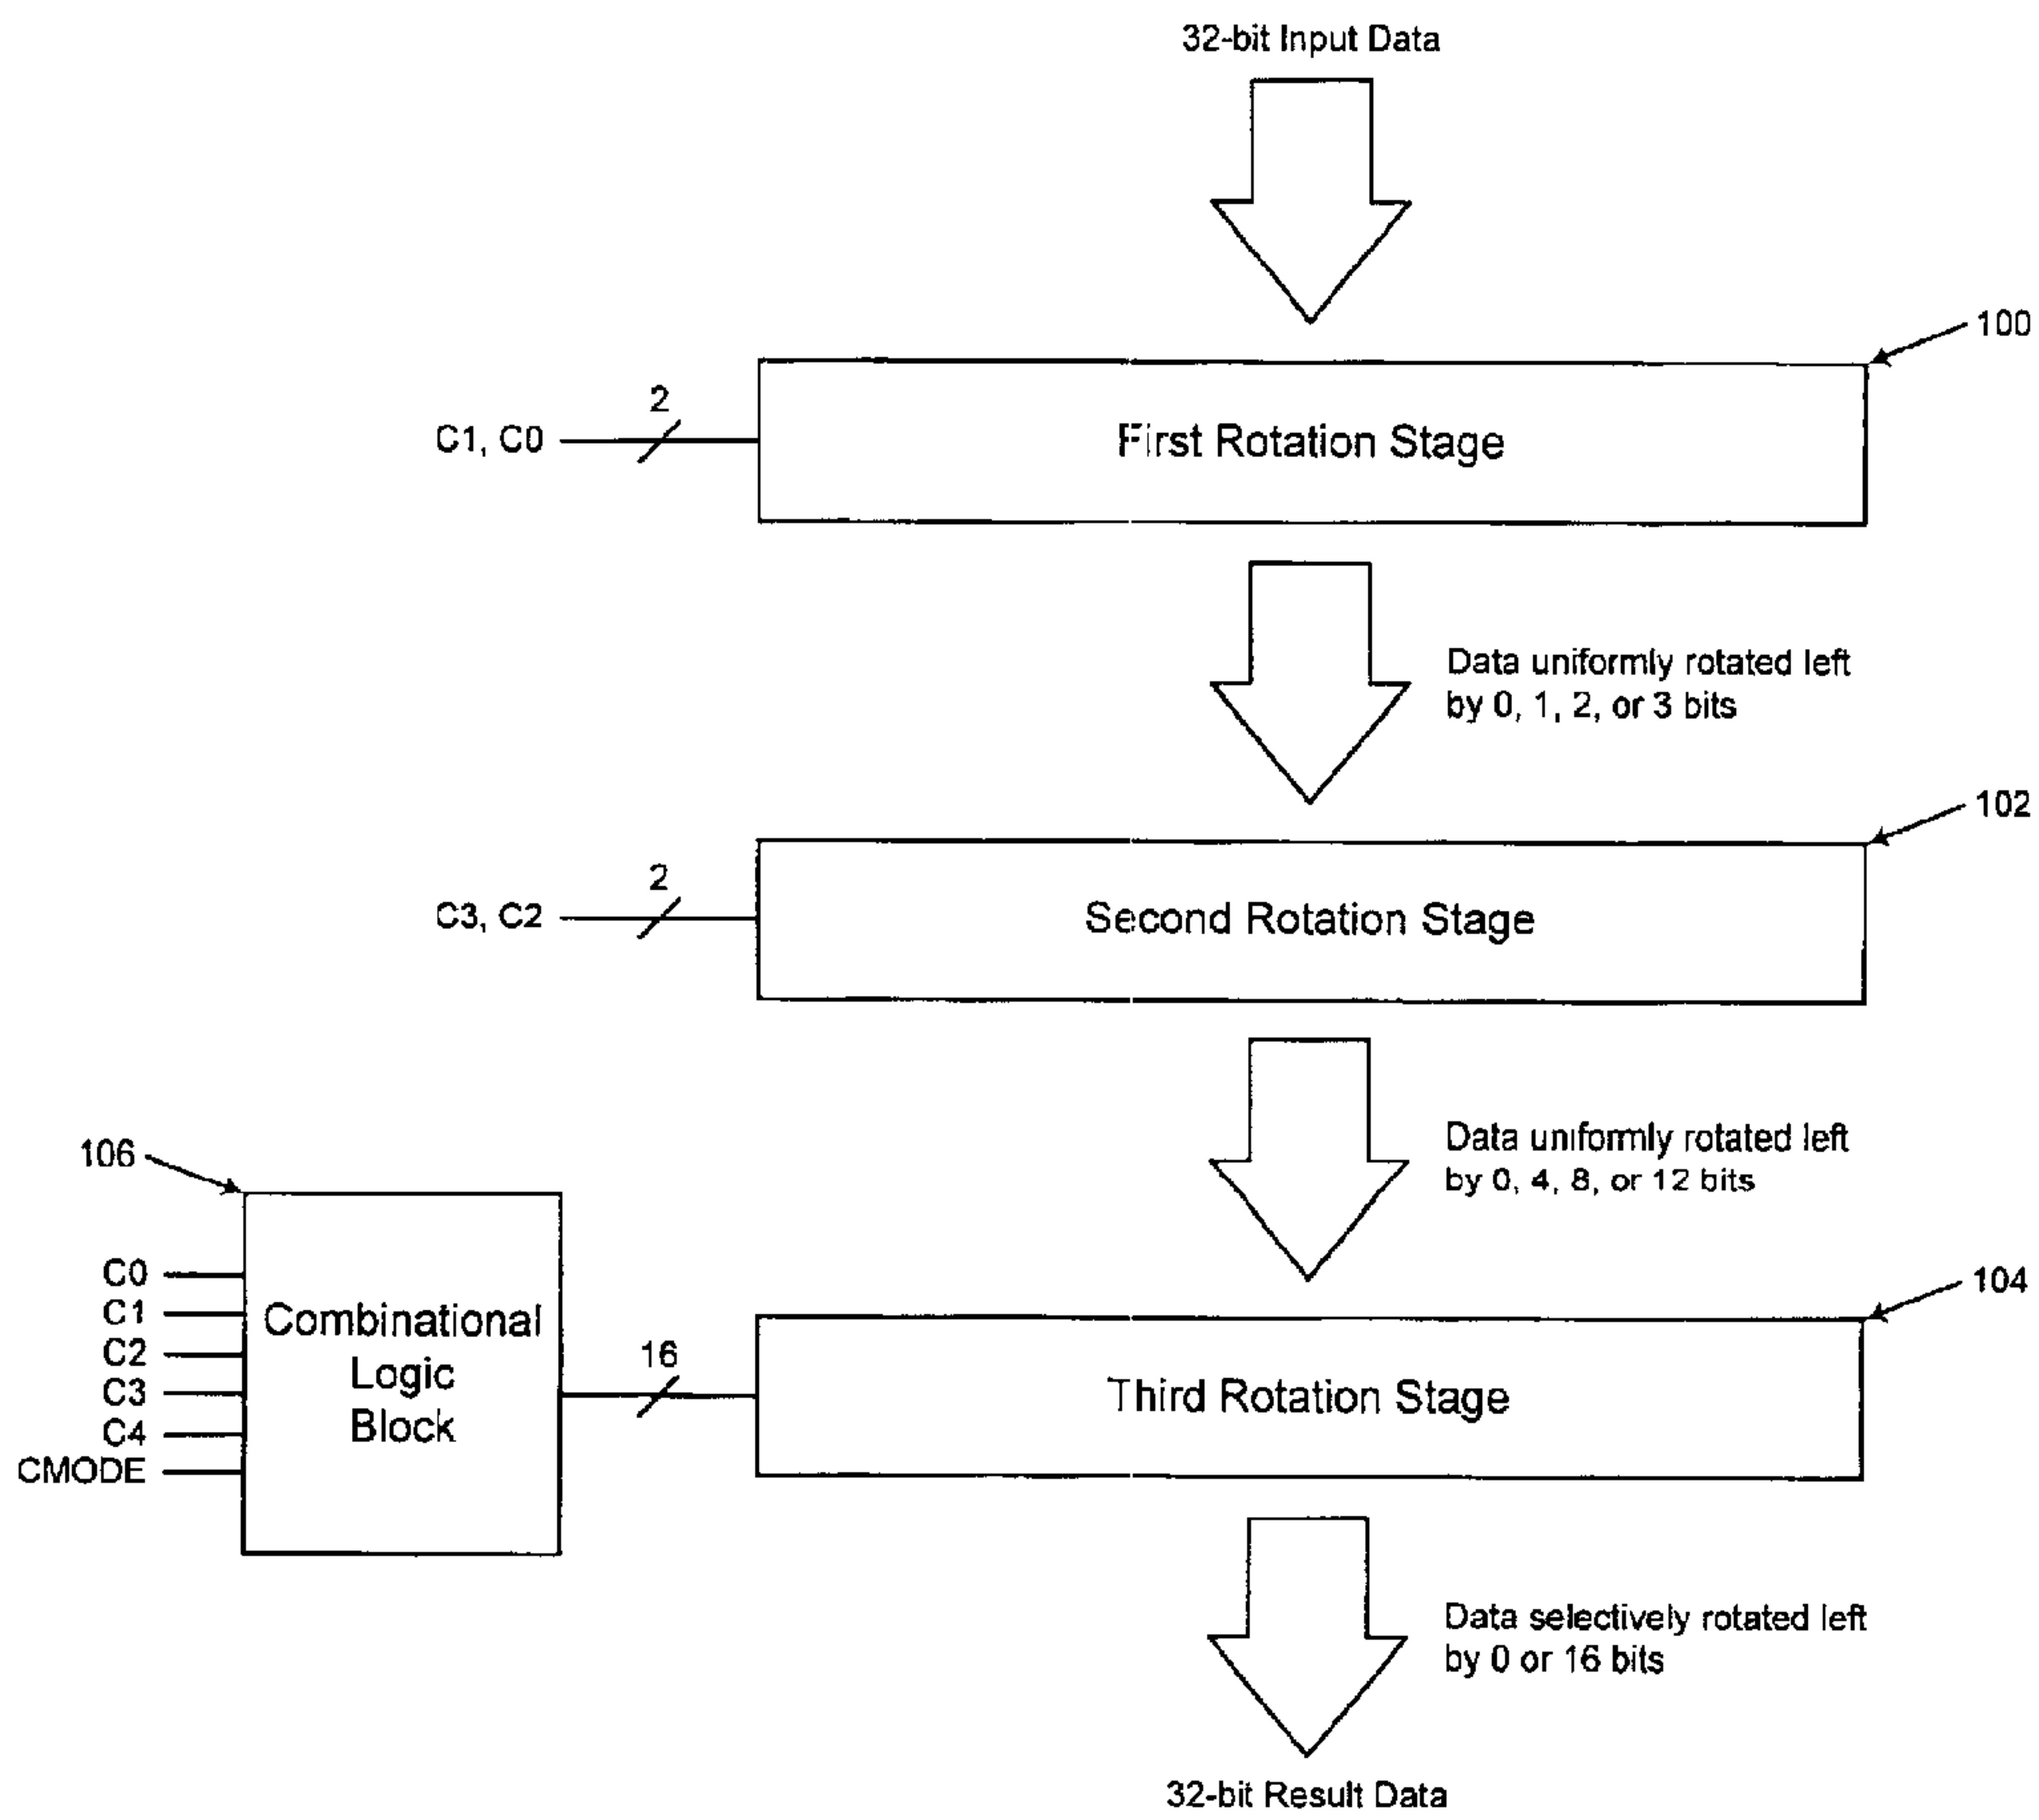 32-bit Input Data
100
2
C1, C0
First Rotation Stage
Data uniformly rotated left
by 0, 1, 2, or 3 bits
102
2
C3, C2
Second Rotation Stage
Data uniformly rotated left
by 0, 4, 8, or 12 bits
106
104
C0
C1
C2
C3
C4
CMODE
Combinational
Logic
Block
16
Third Rotation Stage
Data selectively rotated left
by 0 or 16 bits
32-bit Result Data